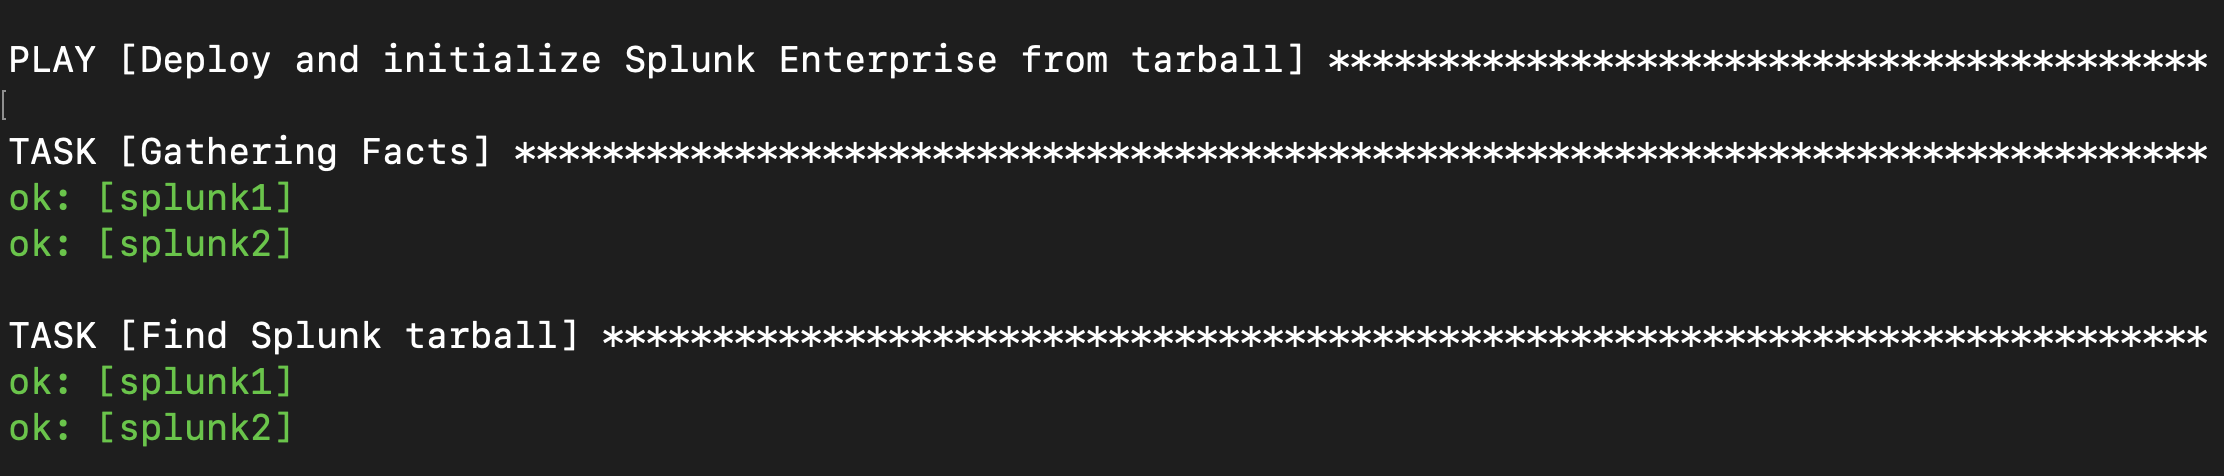 PLAY [Deploy and initialize Splunk Enterprise from tarball] ****************************************
[
TASK [Gathering Facts] *****************************************************************************
ok: [splunk1]
ok: [splunk2]
TASK [Find Splunk tarball] *************************************************************************
ok: [splunk1]
ok: [splunk2]